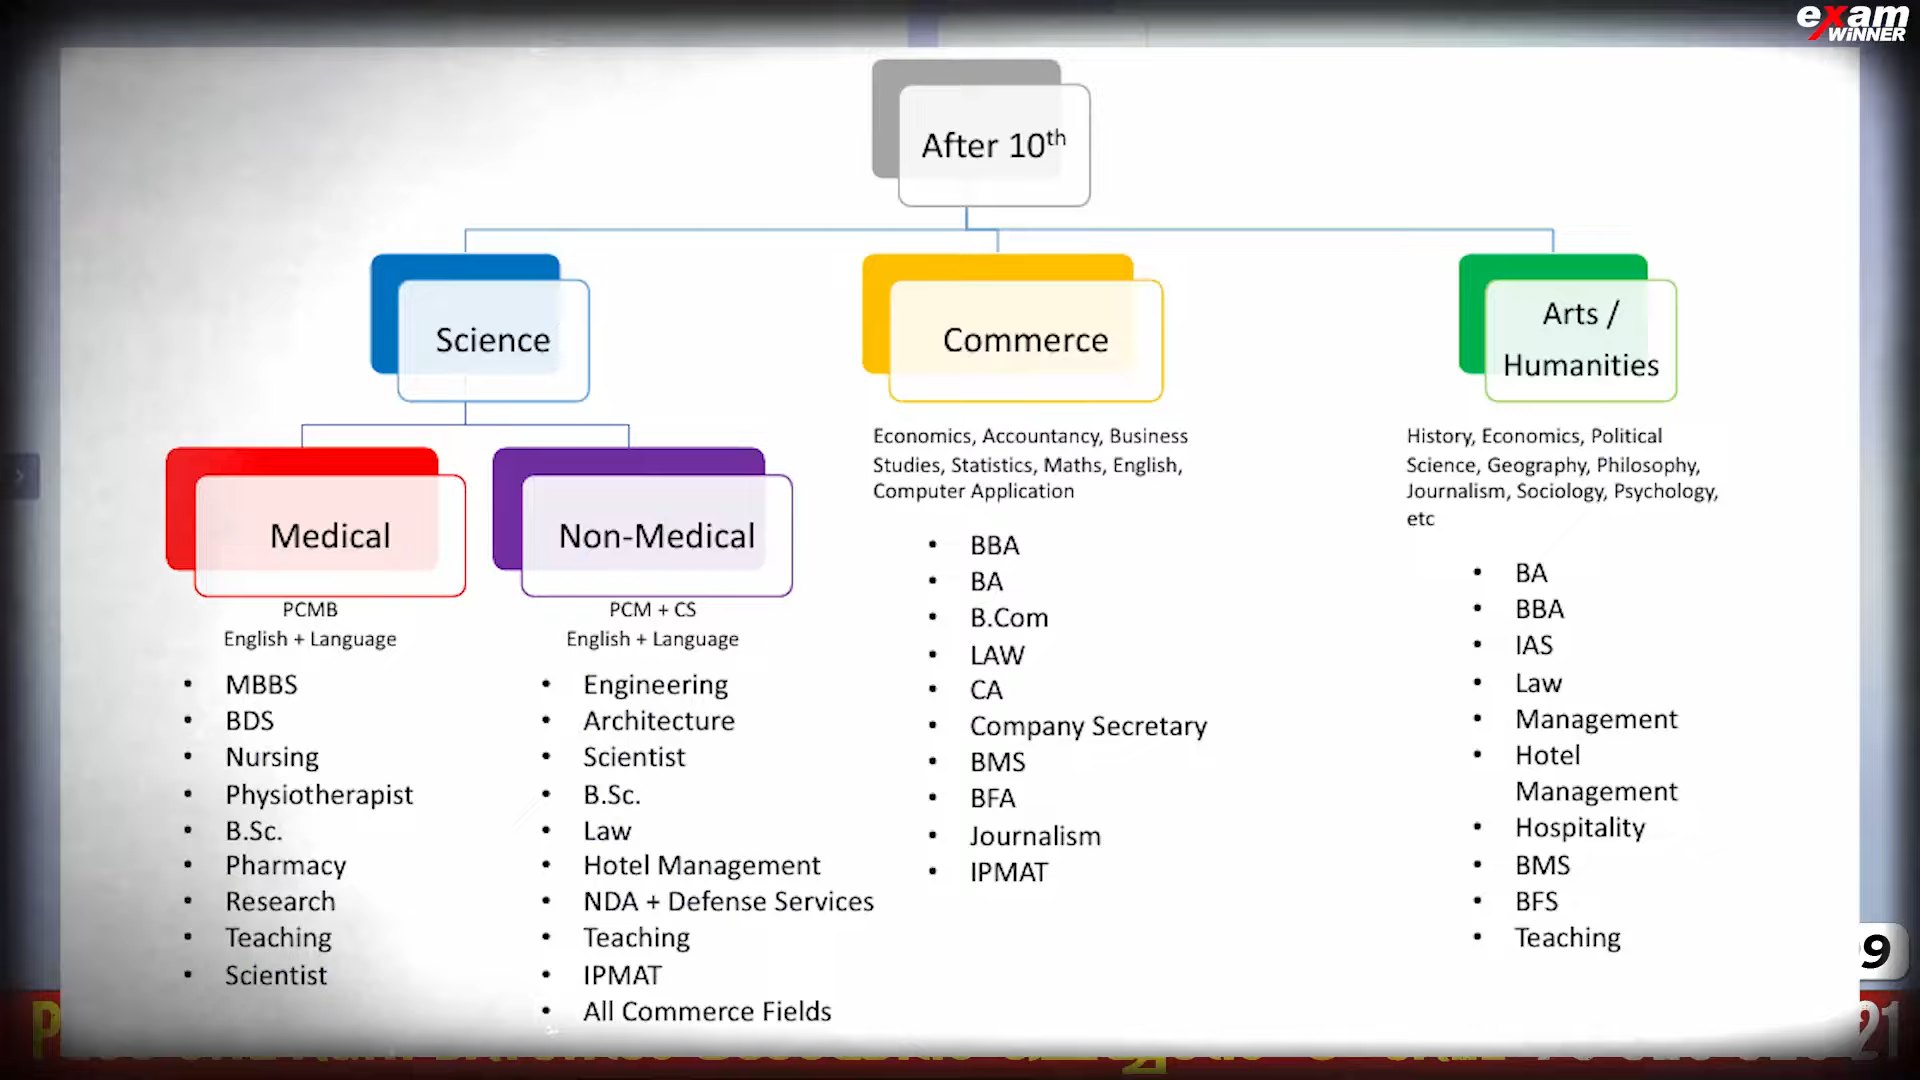 exam
WINNER
After 10th
Science
Commerce
Arts /
Humanities
Medical
Non-Medical
PCMB
English + Language
MBBS
BDS
Nursing
Physiotherapist
B.Sc.
Pharmacy
Research
Teaching
Scientist
PCM + CS
English + Language
Engineering
Architecture
Scientist
B.Sc.
Law
Hotel Management
NDA + Defense Services
Teaching
IPMAT
All Commerce Fields
Economics, Accountancy, Business
Studies, Statistics, Maths, English,
Computer Application
BBA
BA
B.Com
LAW
CA
Company Secretary
BMS
BFA
Journalism
IPMAT
History, Economics, Political
Science, Geography, Philosophy,
Journalism, Sociology, Psychology,
etc
BA
BBA
IAS
Law
Management
Hotel
Management
Hospitality
BMS
BFS
Teaching